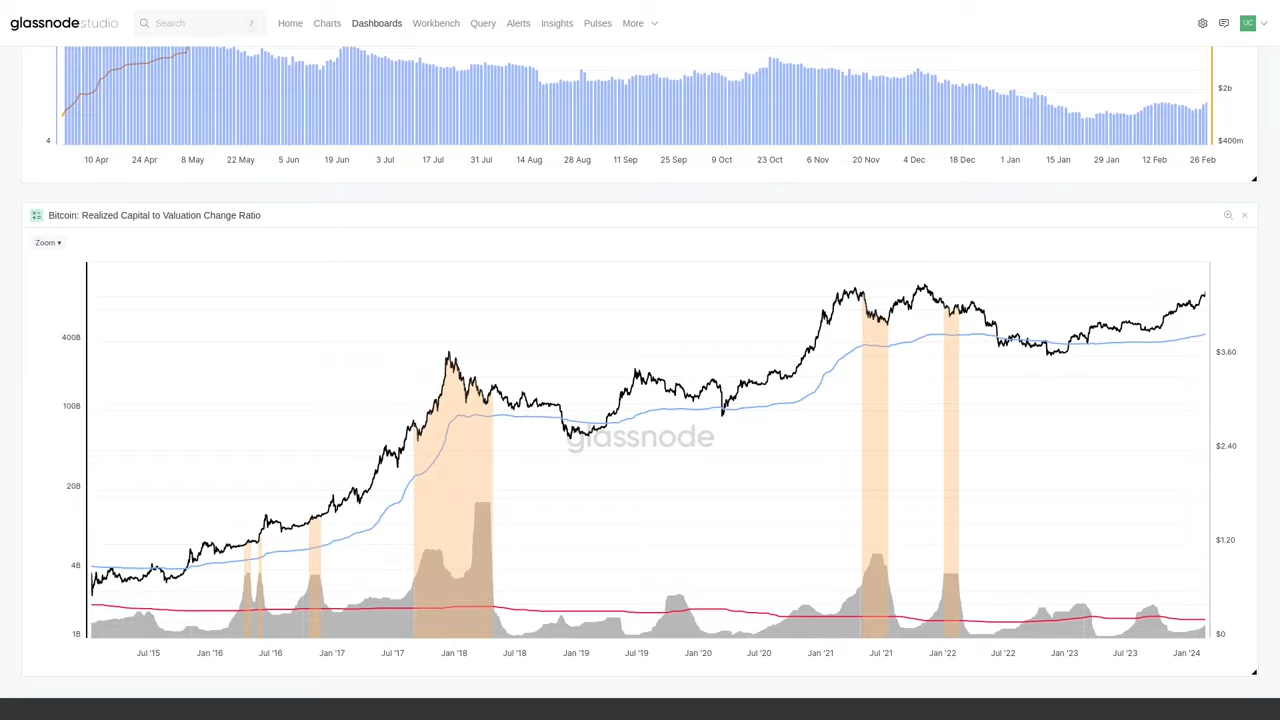 glassnode studio Search / Home Charts Dashboards Workbench Query Alerts Insights Pulses More UC
$2b
4 $400m
10 Apr 24 Apr 8 May 22 May 5 Jun 19 Jun 3 Jul 17 Jul 31 Jul 14 Aug 28 Aug 11 Sep 25 Sep 9 Oct 23 Oct 6 Nov 20 Nov 4 Dec 18 Dec 1 Jan 15 Jan 29 Jan 12 Feb 26 Feb
Bitcoin: Realized Capital to Valuation Change Ratio
Zoom ▾
400B
$3.60
100B
glassnode
$2.40
20B
$1.20
4B
1B $0
Jul '15 Jan '16 Jul '16 Jan '17 Jul '17 Jan '18 Jul '18 Jan '19 Jul '19 Jan '20 Jul '20 Jan '21 Jul '21 Jan '22 Jul '22 Jan '23 Jul '23 Jan '24